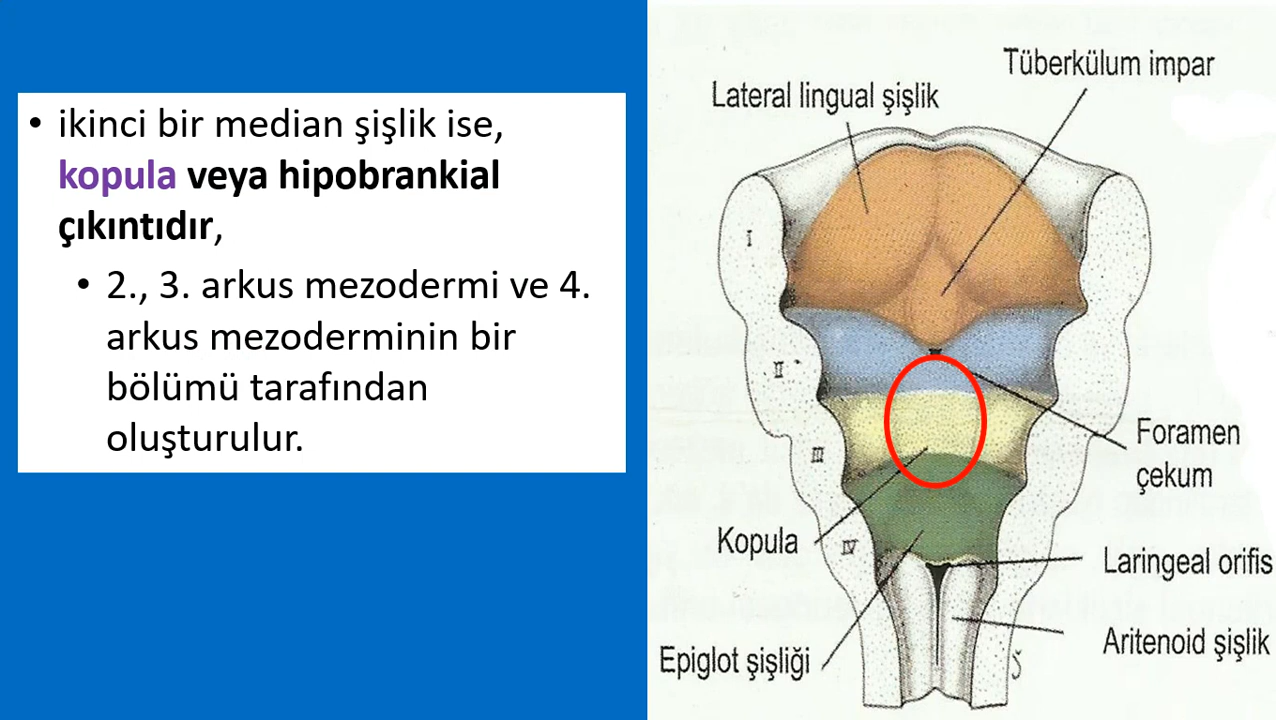 • ikinci bir median şişlik ise,
kopula veya hipobrankial
çıkıntıdır,
• 2., 3. arkus mezodermi ve 4.
arkus mezoderminin bir
bölümü tarafından
oluşturulur.
Tüberkülum impar
Lateral lingual şişlik
I
II
III
IV
Foramen
çekum
Kopula
Laringeal orifis
Aritenoid şişlik
Epiglot şişliği